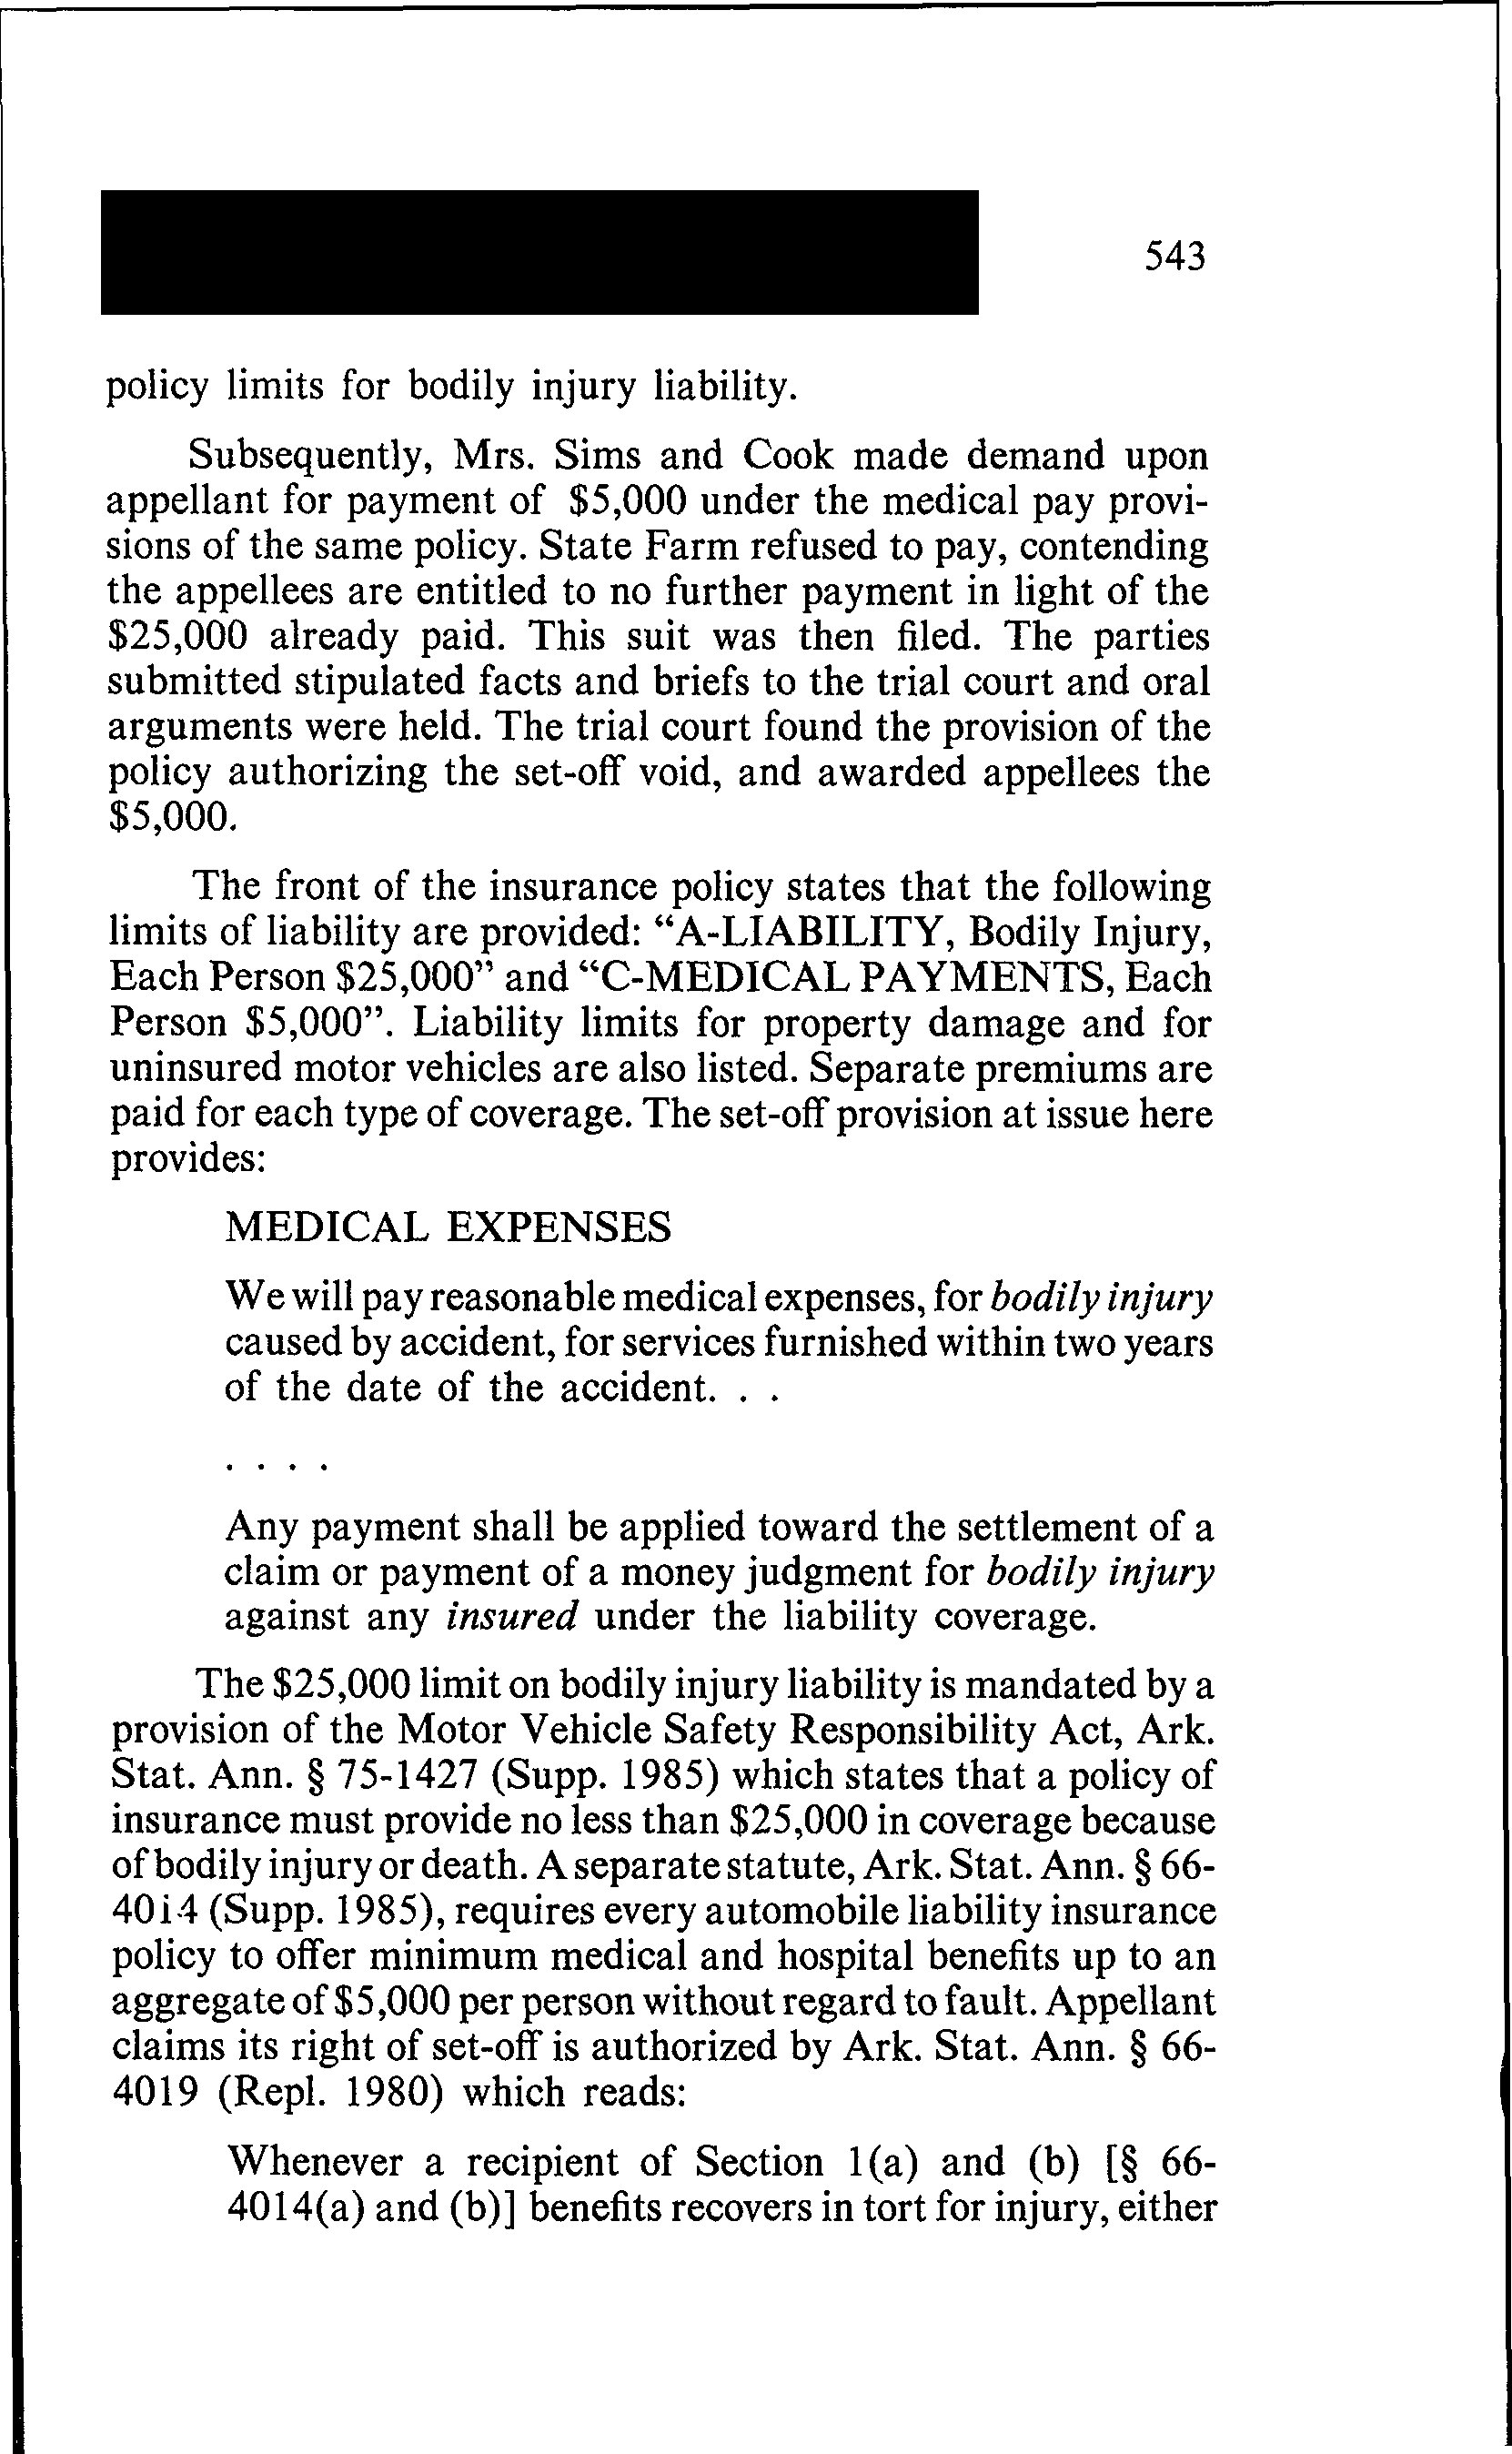 543
policy limits for bodily injury liability.
Subsequently, Mrs. Sims and Cook made demand upon
appellant for payment of $5,000 under the medical pay provi-
sions of the same policy. State Farm refused to pay, contending
the appellees are entitled to no further payment in light of the
$25,000 already paid. This suit was then filed. The parties
submitted stipulated facts and briefs to the trial court and oral
arguments were held. The trial court found the provision of the
policy authorizing the set-off void, and awarded appellees the
$5,000.
The front of the insurance policy states that the following
limits of liability are provided: “A-LIABILITY, Bodily Injury,
Each Person $25,000” and “C-MEDICAL PAYMENTS, Each
Person $5,000”. Liability limits for property damage and for
uninsured motor vehicles are also listed. Separate premiums are
paid for each type of coverage. The set-off provision at issue here
provides:
MEDICAL EXPENSES
We will pay reasonable medical expenses, for bodily injury
caused by accident, for services furnished within two years
of the date of the accident. . .
. . . .
Any payment shall be applied toward the settlement of a
claim or payment of a money judgment for bodily injury
against any insured under the liability coverage.
The $25,000 limit on bodily injury liability is mandated by a
provision of the Motor Vehicle Safety Responsibility Act, Ark.
Stat. Ann. § 75-1427 (Supp. 1985) which states that a policy of
insurance must provide no less than $25,000 in coverage because
of bodily injury or death. A separate statute, Ark. Stat. Ann. § 66-
40i4 (Supp. 1985), requires every automobile liability insurance
policy to offer minimum medical and hospital benefits up to an
aggregate of $5,000 per person without regard to fault. Appellant
claims its right of set-off is authorized by Ark. Stat. Ann. § 66-
4019 (Repl. 1980) which reads:
Whenever a recipient of Section 1(a) and (b) [§ 66-
4014(a) and (b)] benefits recovers in tort for injury, either